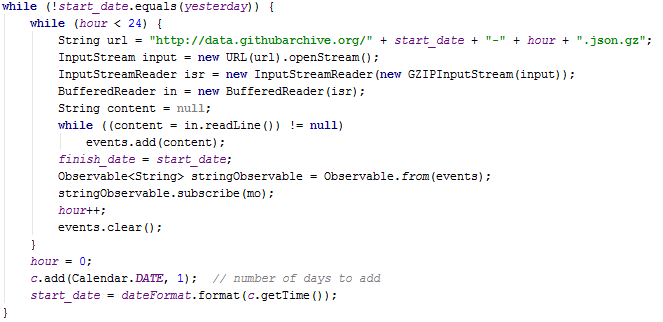 while (!start_date.equals(yesterday)) {
    while (hour < 24) {
        String url = "http://data.githubarchive.org/" + start_date + "-" + hour + ".json.gz";
        InputStream input = new URL(url).openStream();
        InputStreamReader isr = new InputStreamReader(new GZIPInputStream(input));
        BufferedReader in = new BufferedReader(isr);
        String content = null;
        while ((content = in.readLine()) != null)
            events.add(content);
        finish_date = start_date;
        Observable<String> stringObservable = Observable.from(events);
        stringObservable.subscribe(mo);
        hour++;
        events.clear();
    }
    hour = 0;
    c.add(Calendar.DATE, 1);  // number of days to add
    start_date = dateFormat.format(c.getTime());
}